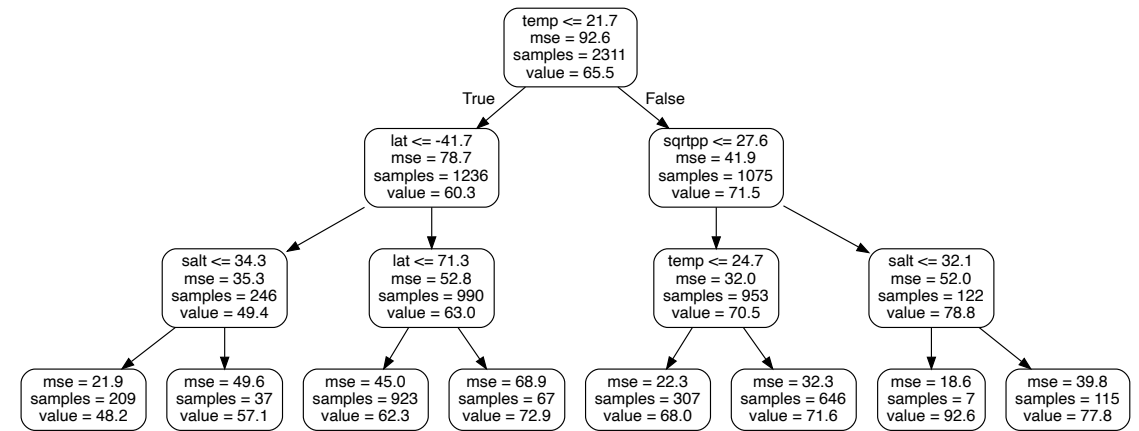 temp <= 21.7
mse = 92.6
samples = 2311
value = 65.5
True
False
lat <= -41.7
mse = 78.7
samples = 1236
value = 60.3
sqrtpp <= 27.6
mse = 41.9
samples = 1075
value = 71.5
salt <= 34.3
mse = 35.3
samples = 246
value = 49.4
lat <= 71.3
mse = 52.8
samples = 990
value = 63.0
temp <= 24.7
mse = 32.0
samples = 953
value = 70.5
salt <= 32.1
mse = 52.0
samples = 122
value = 78.8
mse = 21.9
samples = 209
value = 48.2
mse = 49.6
samples = 37
value = 57.1
mse = 45.0
samples = 923
value = 62.3
mse = 68.9
samples = 67
value = 72.9
mse = 22.3
samples = 307
value = 68.0
mse = 32.3
samples = 646
value = 71.6
mse = 18.6
samples = 7
value = 92.6
mse = 39.8
samples = 115
value = 77.8